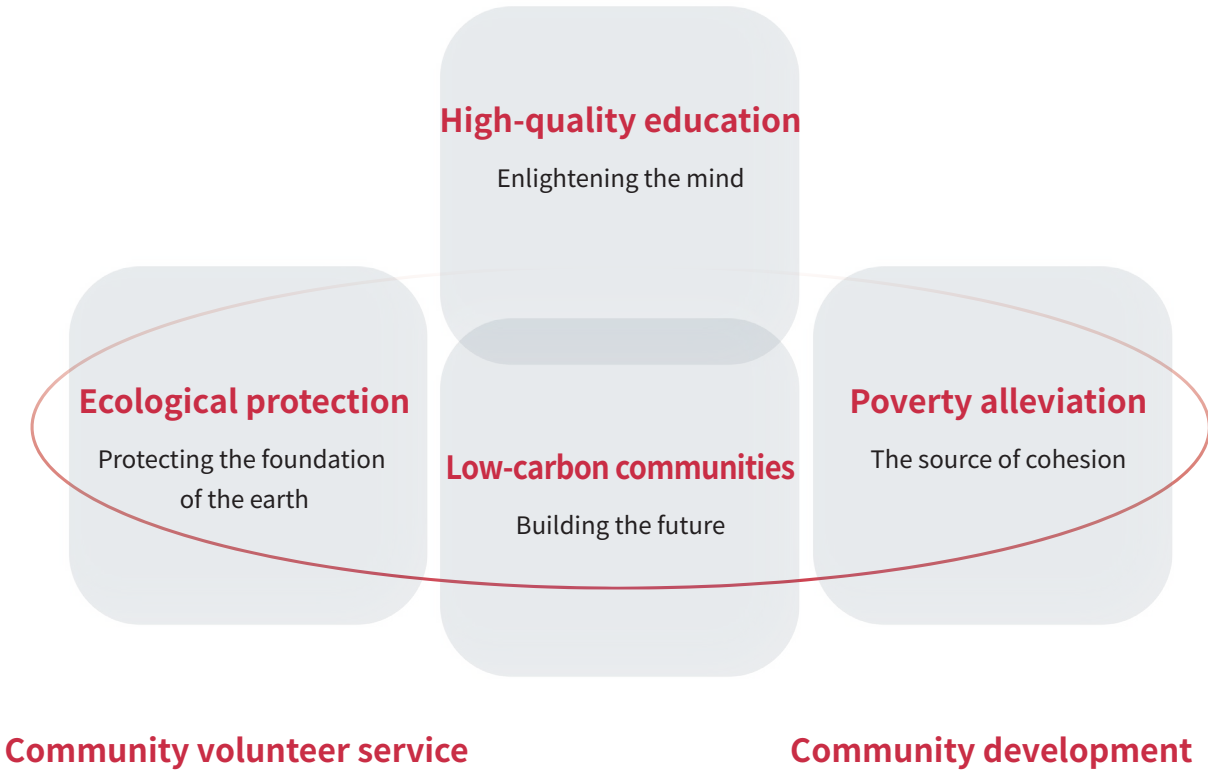 High-quality education
Enlightening the mind
Ecological protection
Protecting the foundation
of the earth
Low-carbon communities
Building the future
Poverty alleviation
The source of cohesion
Community volunteer service
Community development